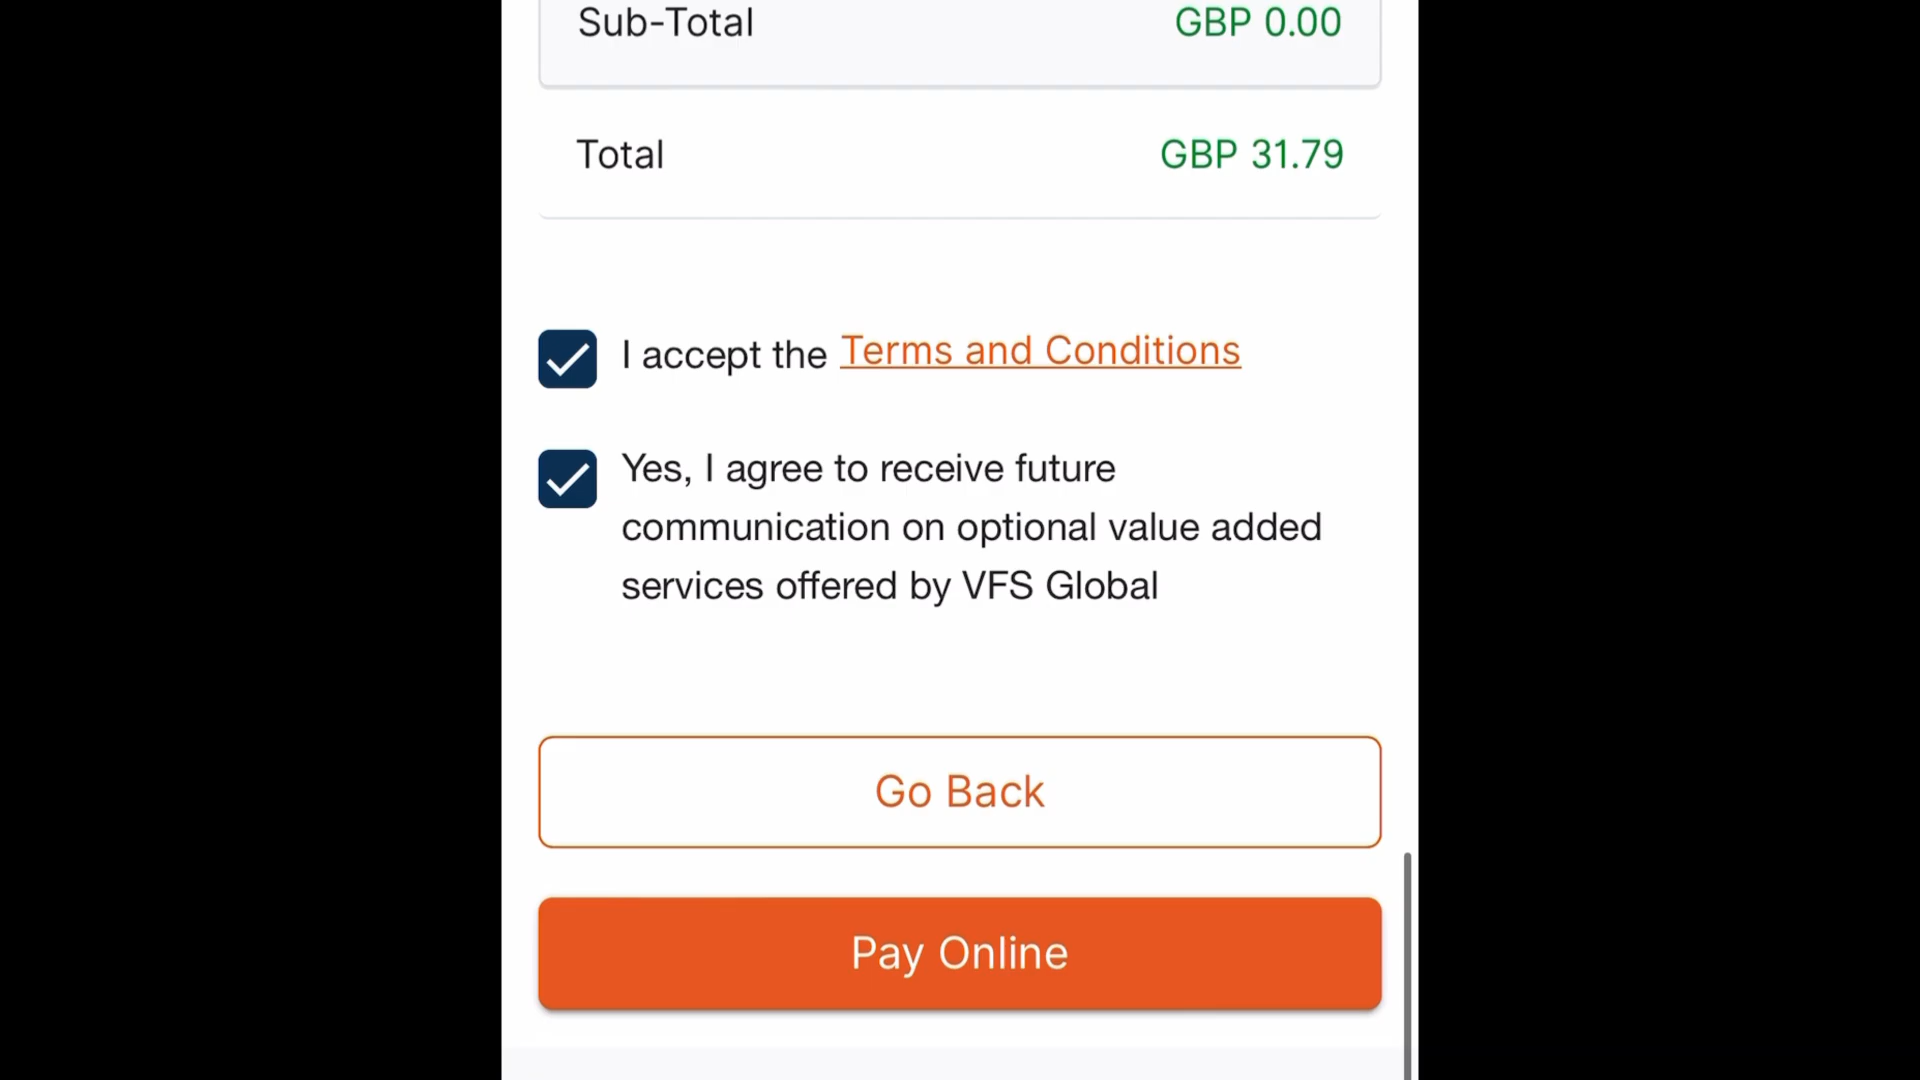 Sub-Total GBP 0.00
Total GBP 31.79
I accept the Terms and Conditions
Yes, I agree to receive future
communication on optional value added
services offered by VFS Global
Go Back
Pay Online